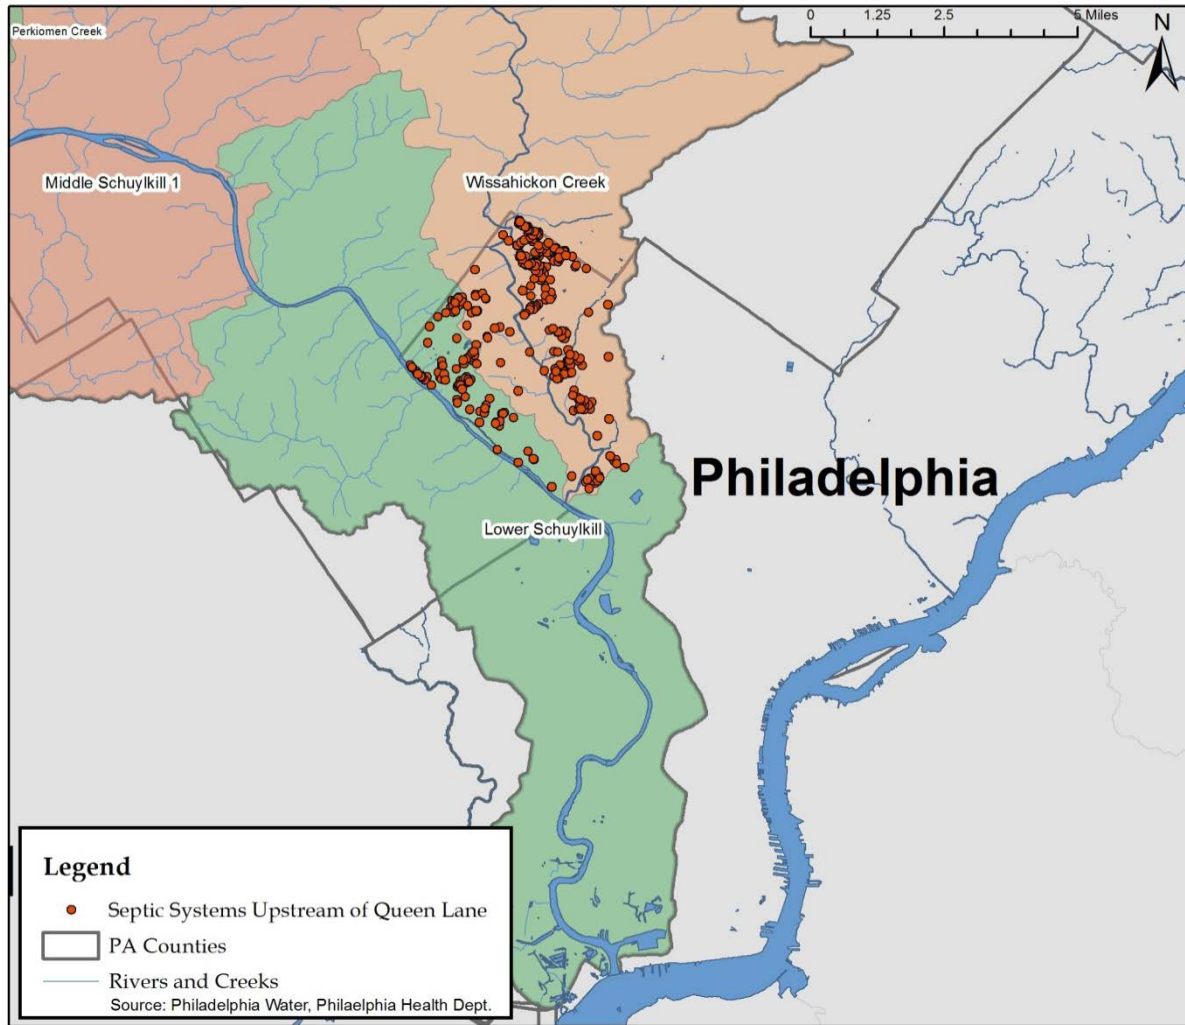 Perkiomen Creek
0 1.25 2.5 5 Miles
N
Middle Schuylkill 1
Wissahickon Creek
Philadelphia
Lower Schuylkill
Legend
Septic Systems Upstream of Queen Lane
PA Counties
Rivers and Creeks
Source: Philadelphia Water, Philaelphia Health Dept.